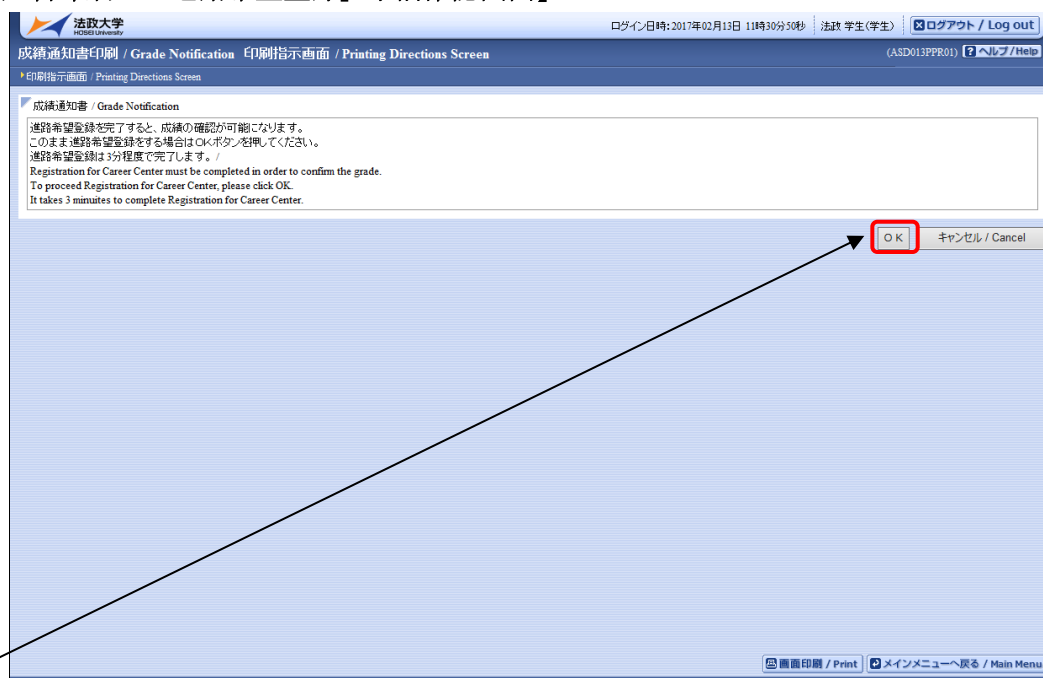 法政大学
HOSEI University
ログイン日時:2017年02月13日 11時30分50秒 法政 学生(学生) ログアウト / Log out
成績通知書印刷 / Grade Notification 印刷指示画面 / Printing Directions Screen (ASD013PPR01) ? ヘルプ/Help
印刷指示画面 / Printing Directions Screen
成績通知書 / Grade Notification
進路希望登録を完了すると、成績の確認が可能になります。
このまま進路希望登録をする場合はOKボタンを押してください。
進路希望登録は3分程度で完了します。/
Registration for Career Center must be completed in order to confirm the grade.
To proceed Registration for Career Center, please click OK.
It takes 3 minuites to complete Registration for Career Center.
OK キャンセル / Cancel
画面印刷 / Print メインメニューへ戻る / Main Menu